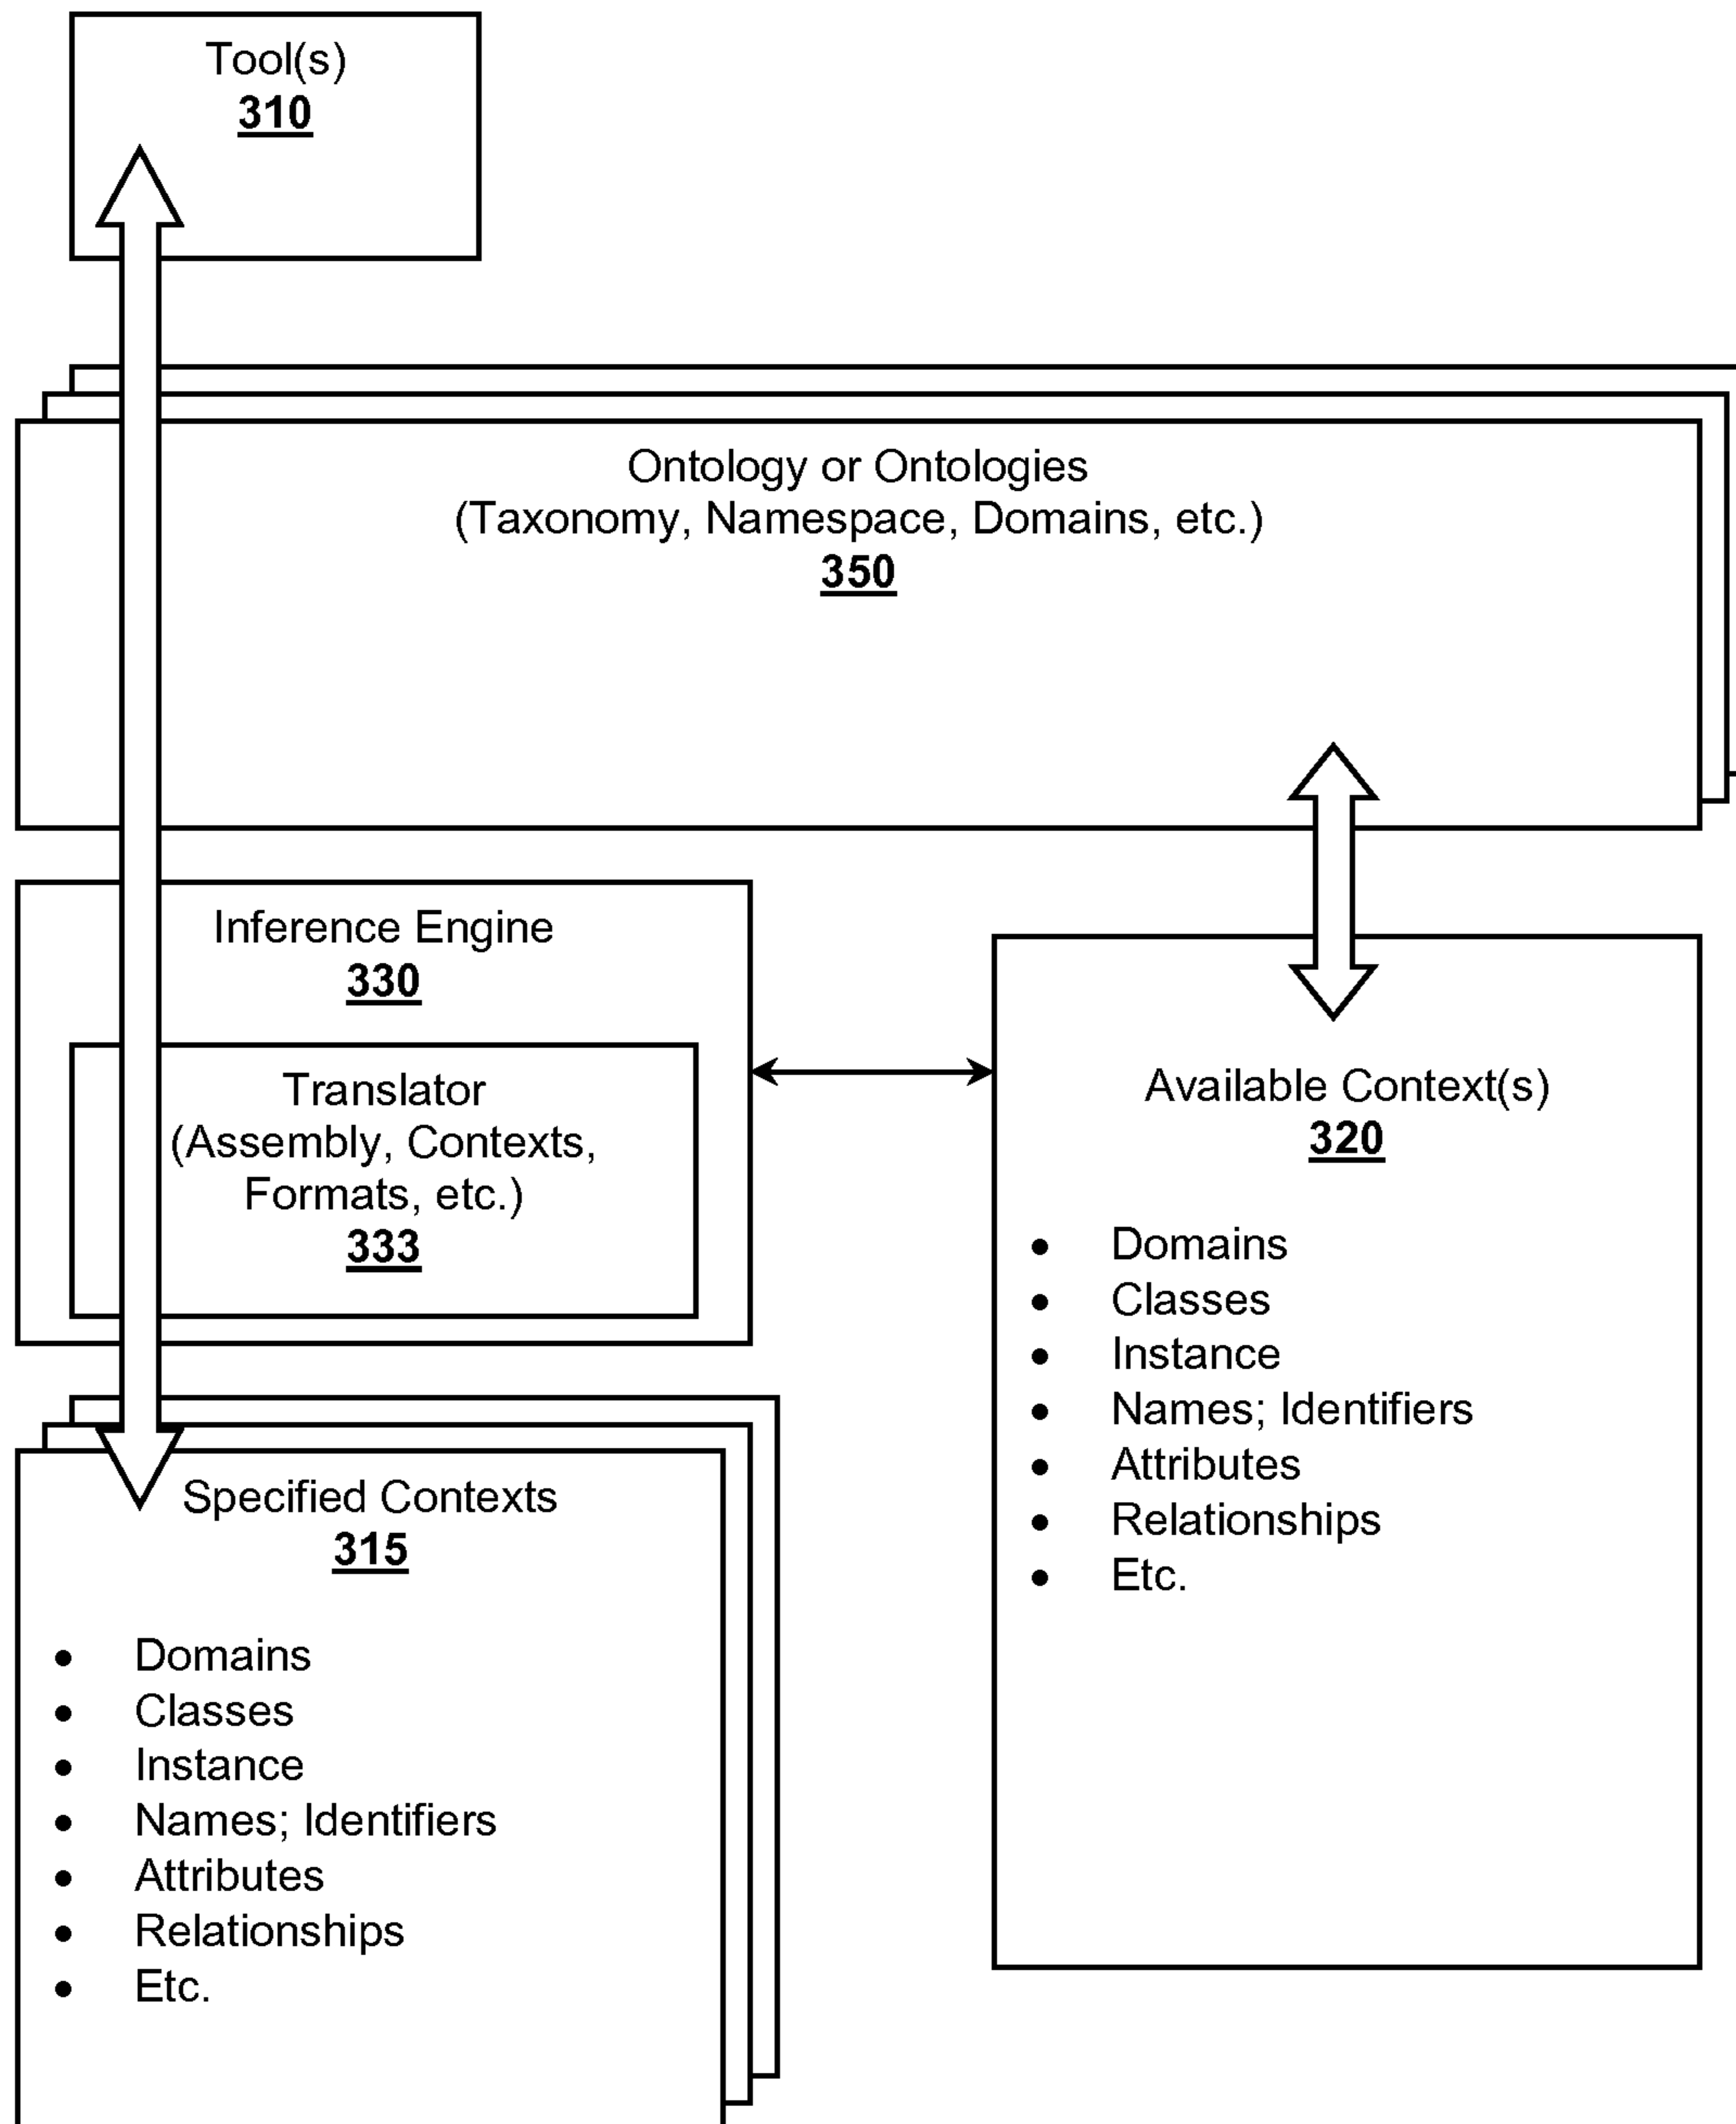 Tool(s)
310
Ontology or Ontologies
(Taxonomy, Namespace, Domains, etc.)
350
Inference Engine
330
Translator
(Assembly, Contexts,
Formats, etc.)
333
Available Context(s)
320
• Domains
• Classes
• Instance
• Names; Identifiers
• Attributes
• Relationships
• Etc.
Specified Contexts
315
• Domains
• Classes
• Instance
• Names; Identifiers
• Attributes
• Relationships
• Etc.